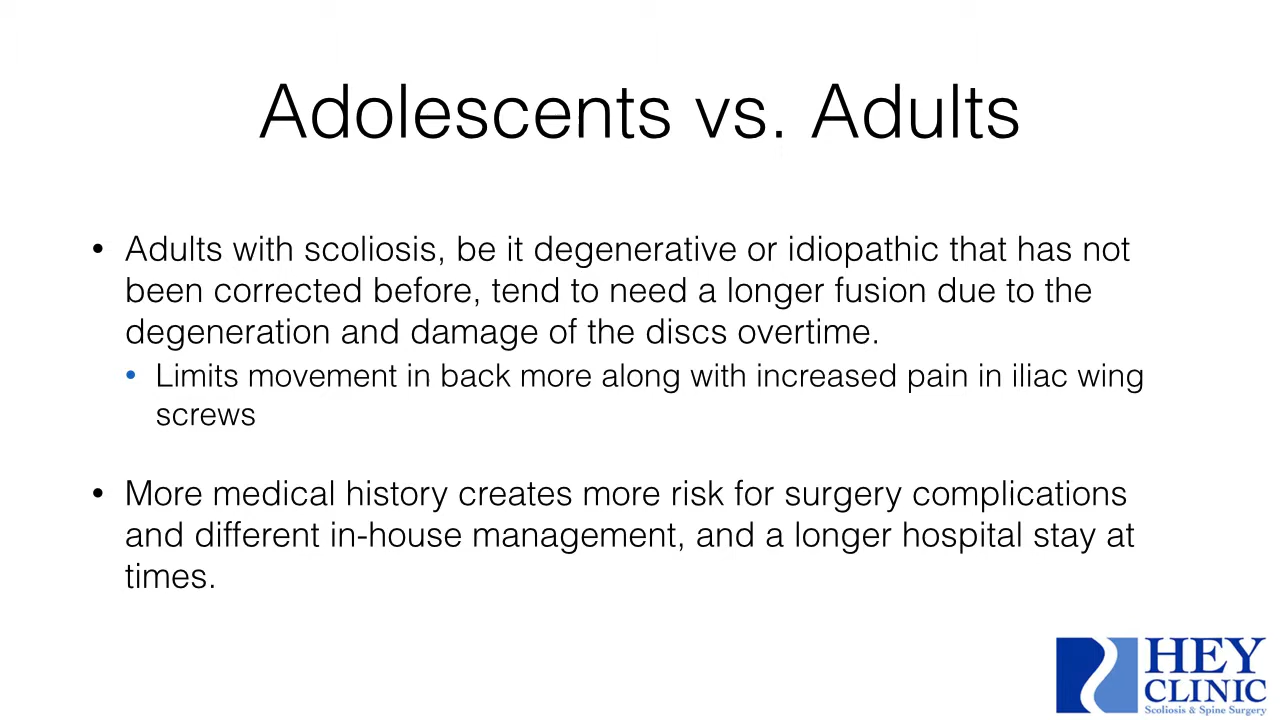 Adolescents vs. Adults
• Adults with scoliosis, be it degenerative or idiopathic that has not
been corrected before, tend to need a longer fusion due to the
degeneration and damage of the discs overtime.
• Limits movement in back more along with increased pain in iliac wing
screws
• More medical history creates more risk for surgery complications
and different in-house management, and a longer hospital stay at
times.
HEY
CLINIC
Scoliosis & Spine Surgery